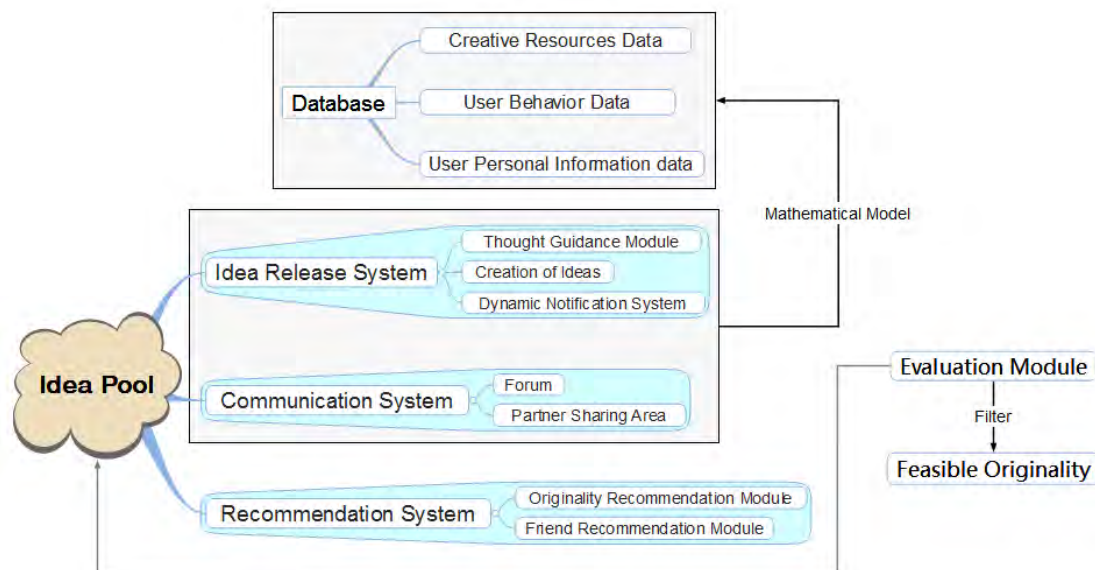 Creative Resources Data
Database
User Behavior Data
User Personal Information data
Mathematical Model
Idea Release System
Thought Guidance Module
Creation of Ideas
Dynamic Notification System
Idea Pool
Communication System
Forum
Partner Sharing Area
Evaluation Module
Filter
Feasible Originality
Recommendation System
Originality Recommendation Module
Friend Recommendation Module